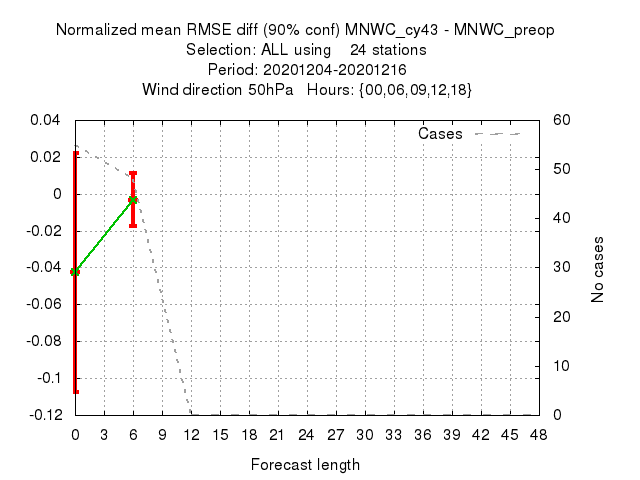 Normalized mean RMSE diff (90% conf) MNWC_cy43 - MNWC_preop
Selection: ALL using    24 stations
Period: 20201204-20201216
Wind direction 50hPa   Hours: {00,06,09,12,18}
0.04
0.02
0
-0.02
-0.04
-0.06
-0.08
-0.1
-0.12
Cases
60
50
40
30
20
10
0
No cases
0 3 6 9 12 15 18 21 24 27 30 33 36 39 42 45 48
Forecast length